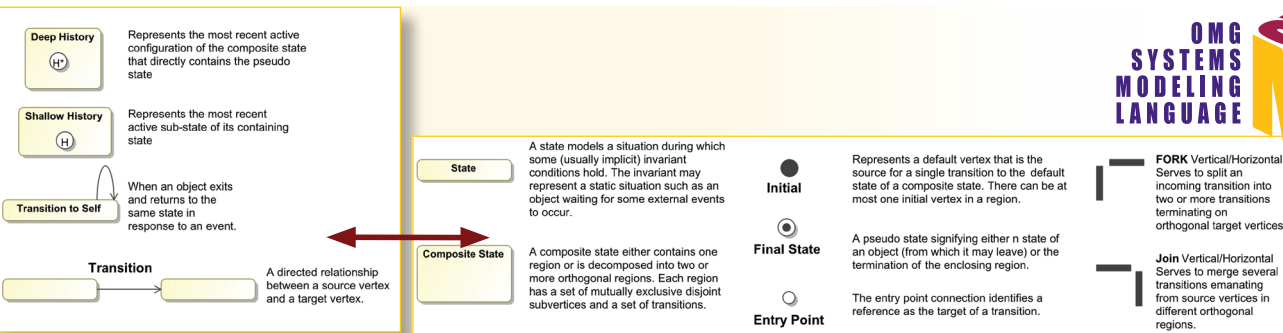 Deep History
H*
Represents the most recent active
configuration of the composite state
that directly contains the pseudo
state
Shallow History
H
Represents the most recent
active sub-state of its containing
state
Transition to Self
When an object exits
and returns to the
same state in
response to an event.
Transition
A directed relationship
between a source vertex
and a target vertex.
OMG
SYSTEMS
MODELING
LANGUAGE
State
A state models a situation during which
some (usually implicit) invariant
conditions hold. The invariant may
represent a static situation such as an
object waiting for some external events
to occur.
Composite State
A composite state either contains one
region or is decomposed into two or
more orthogonal regions. Each region
has a set of mutually exclusive disjoint
subvertices and a set of transitions.
Initial
Represents a default vertex that is the
source for a single transition to the default
state of a composite state. There can be at
most one initial vertex in a region.
Final State
A pseudo state signifying either n state of
an object (from which it may leave) or the
termination of the enclosing region.
Entry Point
The entry point connection identifies a
reference as the target of a transition.
FORK Vertical/Horizontal
Serves to split an
incoming transition into
two or more transitions
terminating on
orthogonal target vertices
Join Vertical/Horizontal
Serves to merge several
transitions emanating
from source vertices in
different orthogonal
regions.